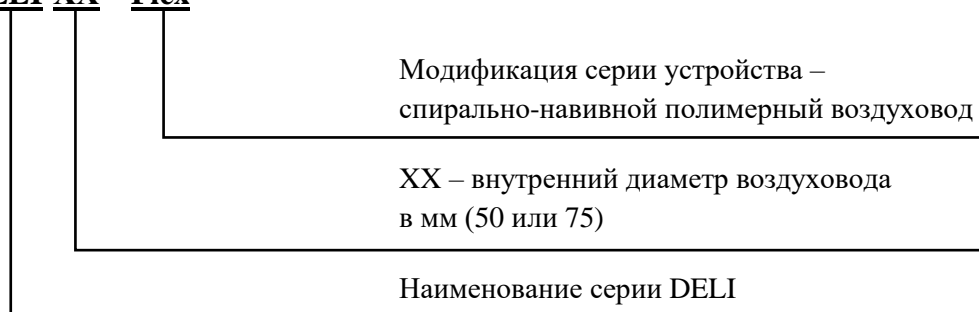 Модификация серии устройства –
спирально-навивной полимерный воздуховод
XX – внутренний диаметр воздуховода
в мм (50 или 75)
Наименование серии DELI